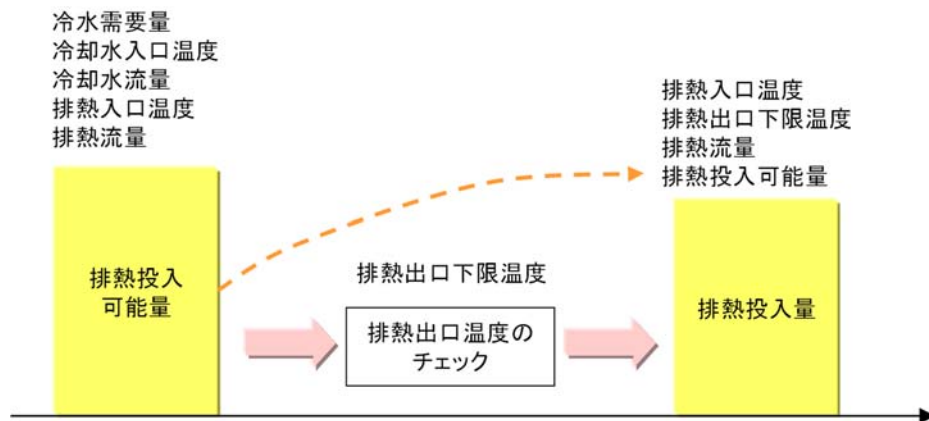 冷水需要量
冷却水入口温度
冷却水流量
排熱入口温度
排熱流量
排熱投入
可能量
排熱出口下限温度
排熱出口温度の
チェック
排熱入口温度
排熱出口下限温度
排熱流量
排熱投入可能量
排熱投入量